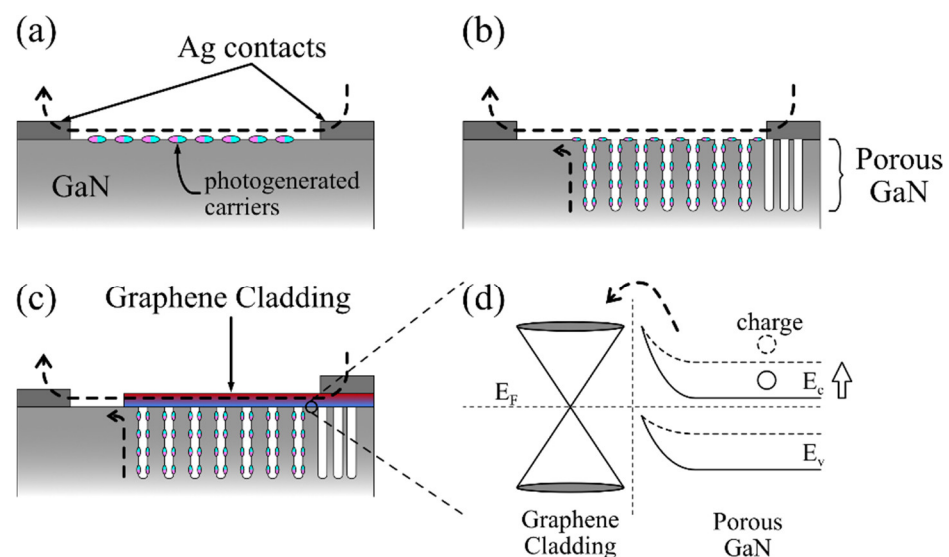 (a)
Ag contacts
GaN
photogenerated
carriers
(b)
Porous
GaN
(c)
Graphene Cladding
(d)
charge
E_F
E_c
E_v
Graphene
Cladding
Porous
GaN